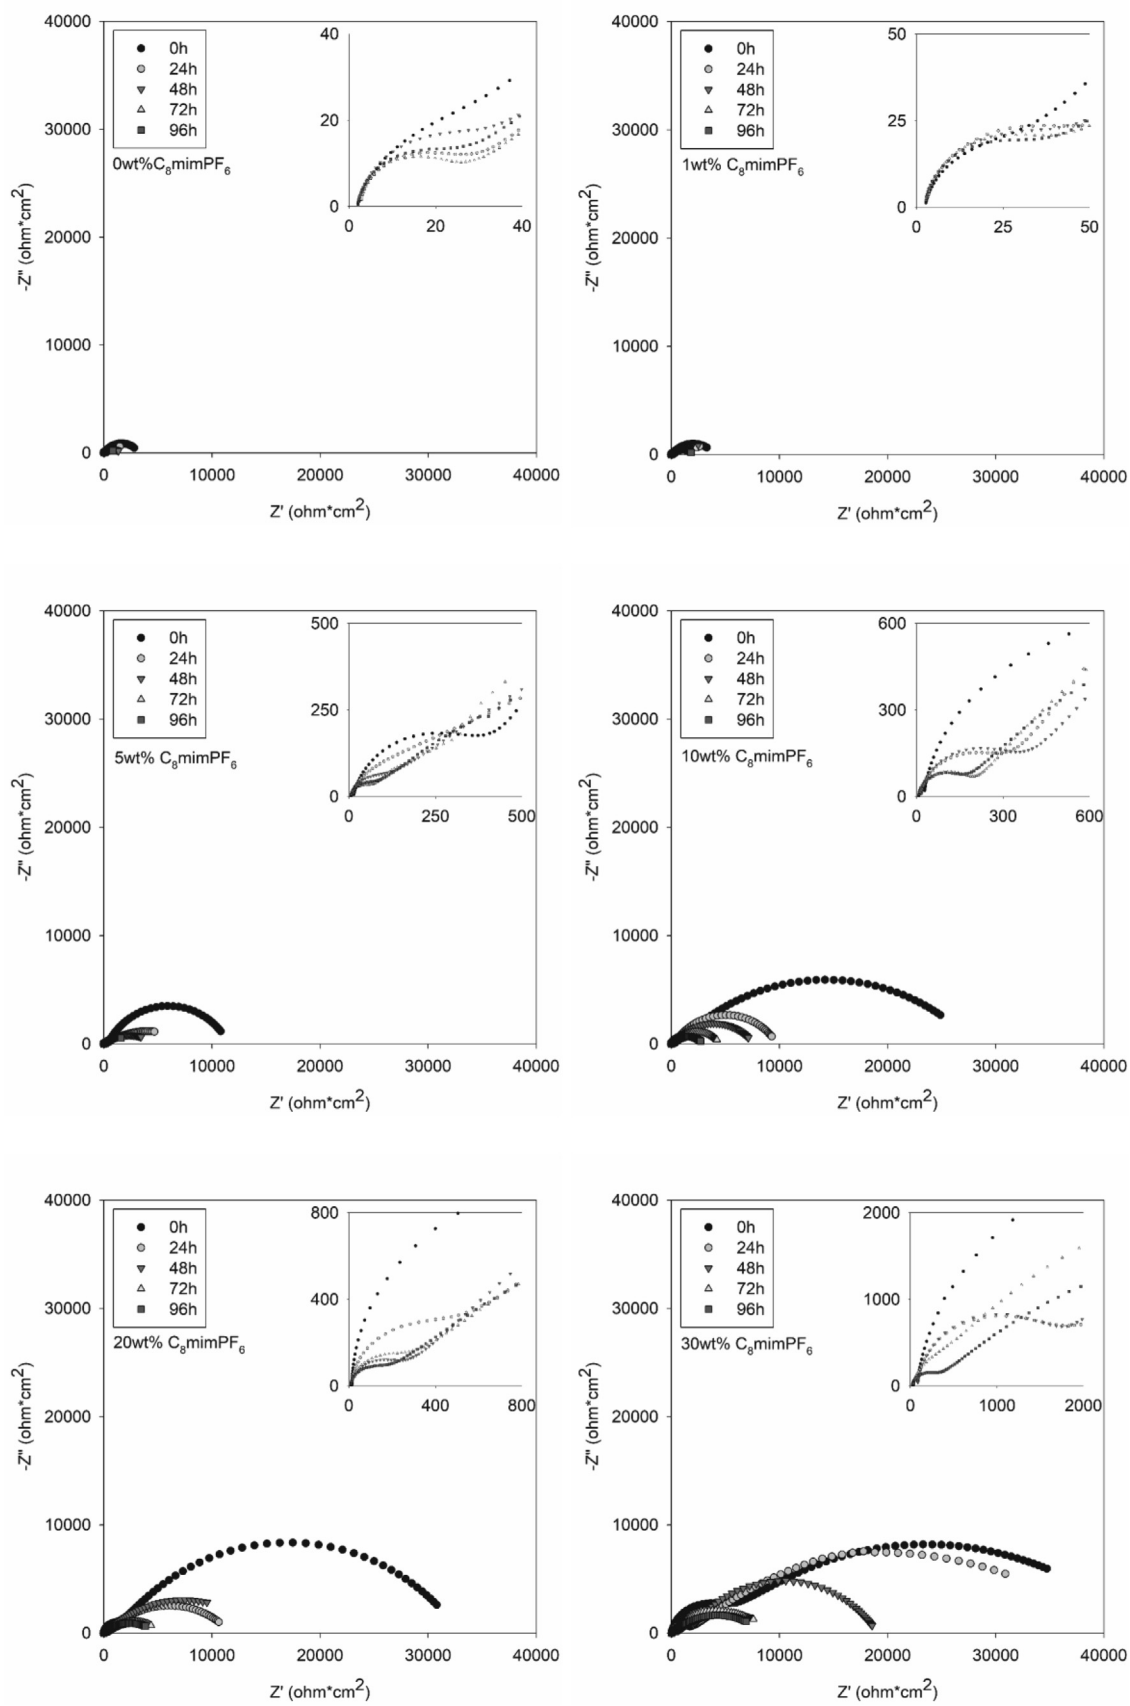 40000
30000
20000
10000
0
-Z" (ohm*cm2)
0h
24h
48h
72h
96h
0wt%C8mimPF6
40
20
0
0 20 40
0 10000 20000 30000 40000
Z' (ohm*cm2)
40000
30000
20000
10000
0
-Z" (ohm*cm2)
0h
24h
48h
72h
96h
1wt% C8mimPF6
50
25
0
0 25 50
0 10000 20000 30000 40000
Z' (ohm*cm2)
40000
30000
20000
10000
0
-Z" (ohm*cm2)
0h
24h
48h
72h
96h
5wt% C8mimPF6
500
250
0
0 250 500
0 10000 20000 30000 40000
Z' (ohm*cm2)
40000
30000
20000
10000
0
-Z" (ohm*cm2)
0h
24h
48h
72h
96h
10wt% C8mimPF6
600
300
0
0 300 600
0 10000 20000 30000 40000
Z' (ohm*cm2)
40000
30000
20000
10000
0
-Z" (ohm*cm2)
0h
24h
48h
72h
96h
20wt% C8mimPF6
800
400
0
0 400 800
0 10000 20000 30000 40000
Z' (ohm*cm2)
40000
30000
20000
10000
0
-Z" (ohm*cm2)
0h
24h
48h
72h
96h
30wt% C8mimPF6
2000
1000
0
0 1000 2000
0 10000 20000 30000 40000
Z' (ohm*cm2)